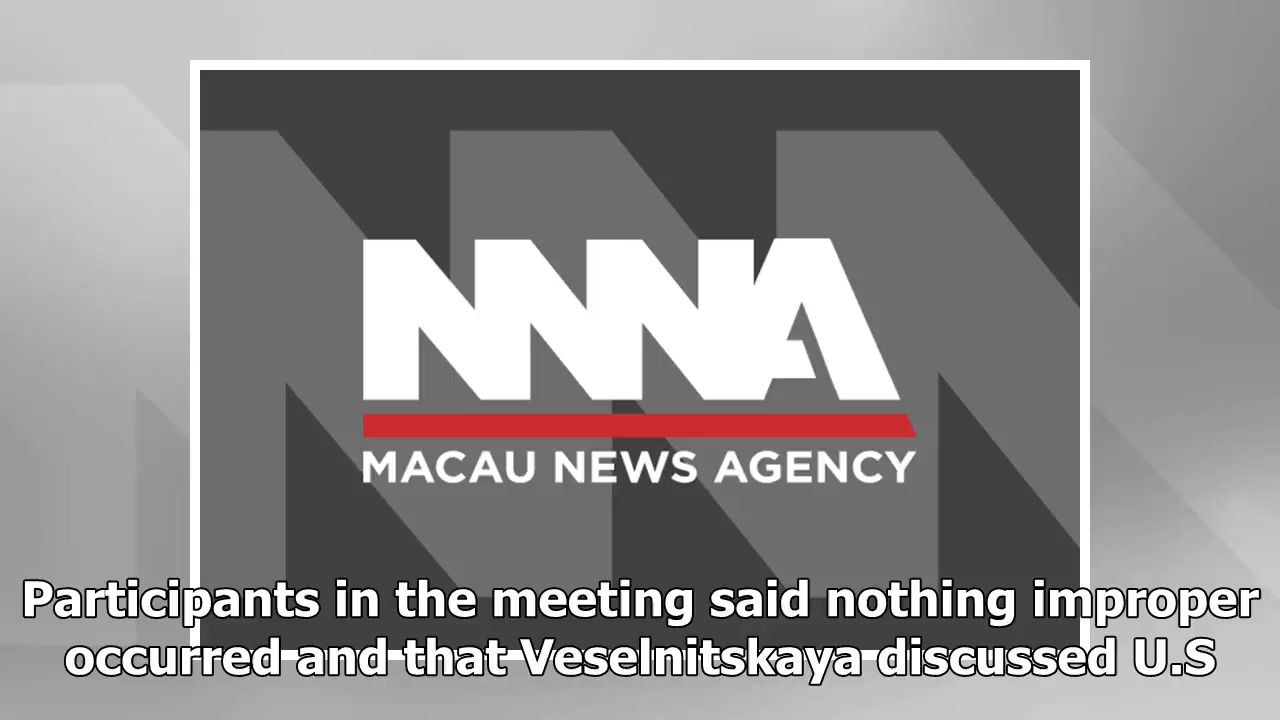 MNA
MACAU NEWS AGENCY
Participants in the meeting said nothing improper
occurred and that Veselnitskaya discussed U.S